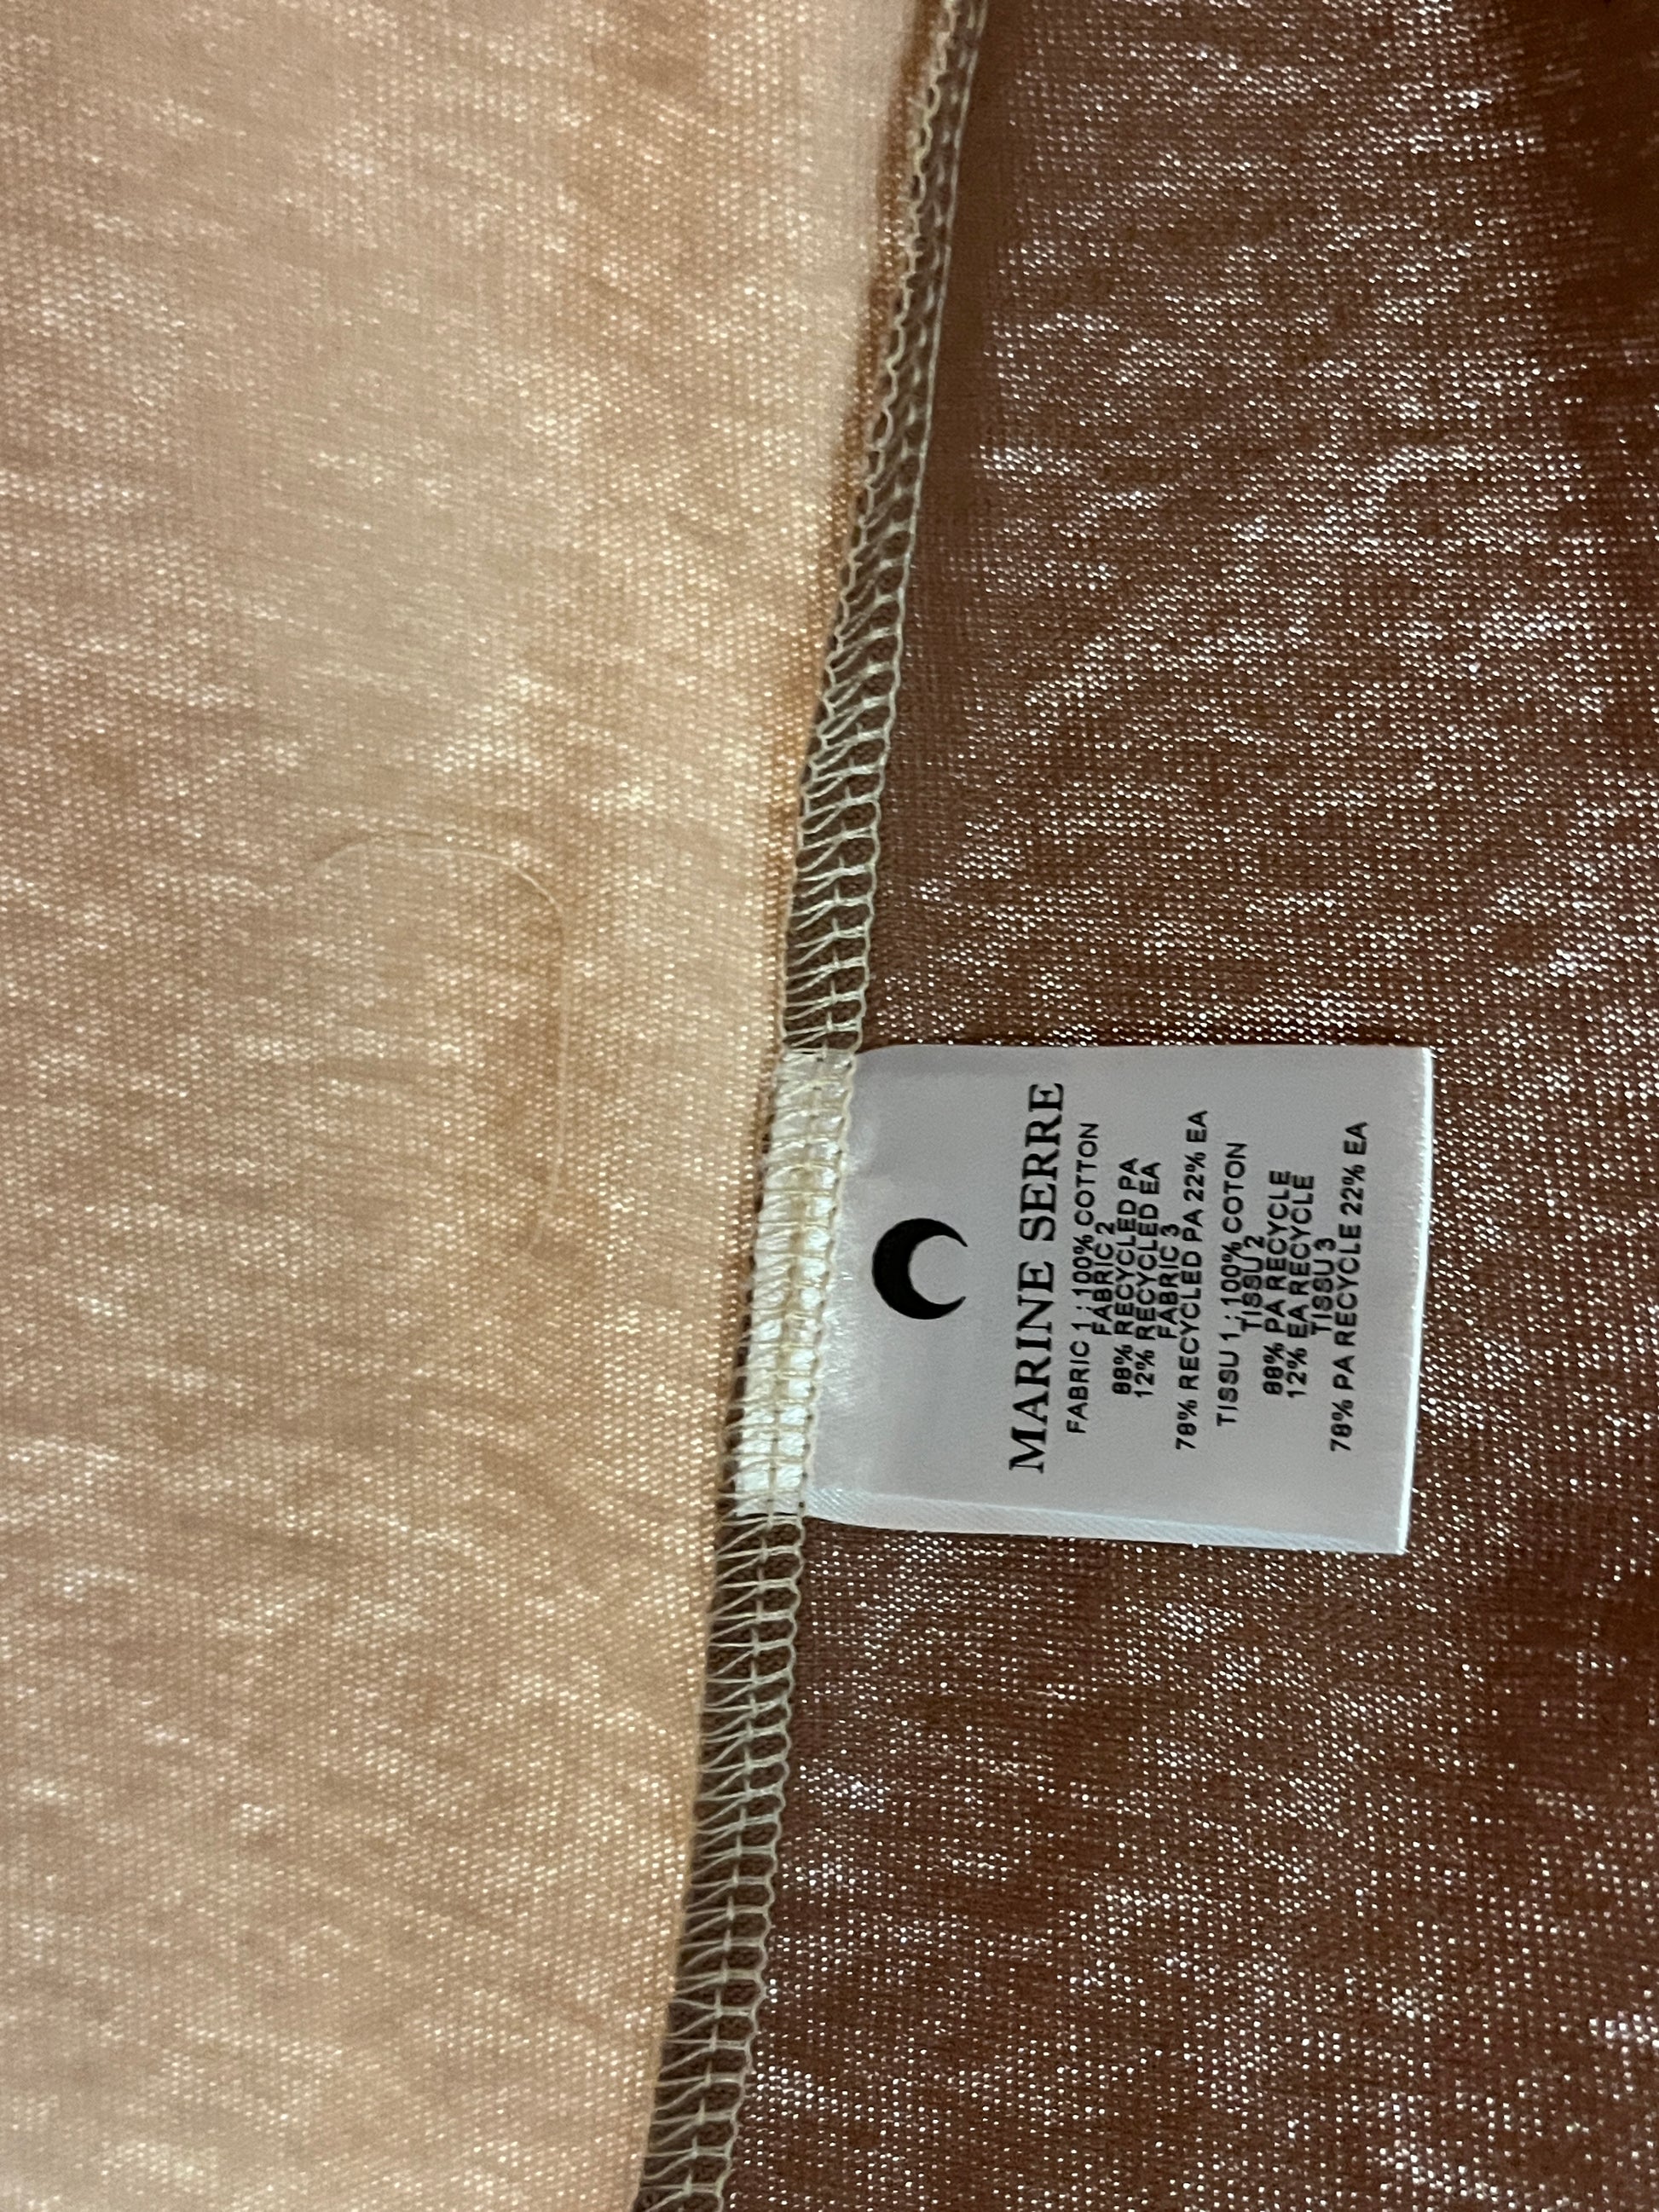 MARINE SERRE
FABRIC 1 : 100% COTTON
FABRIC 2
88% RECYCLED PA
12% RECYCLED EA
FABRIC 3
78% RECYCLED PA 22% EA
TISSU 1 : 100% COTON
TISSU 2
88% PA RECYCLE
12% EA RECYCLE
TISSU 3
78% PA RECYCLE 22% EA